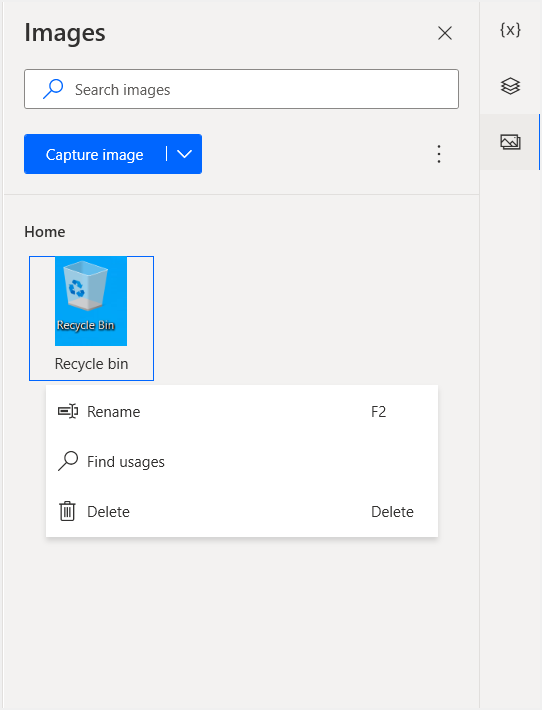 Images
{x}
Search images
Capture image
Home
Recycle Bin
Recycle bin
Rename F2
Find usages
Delete Delete